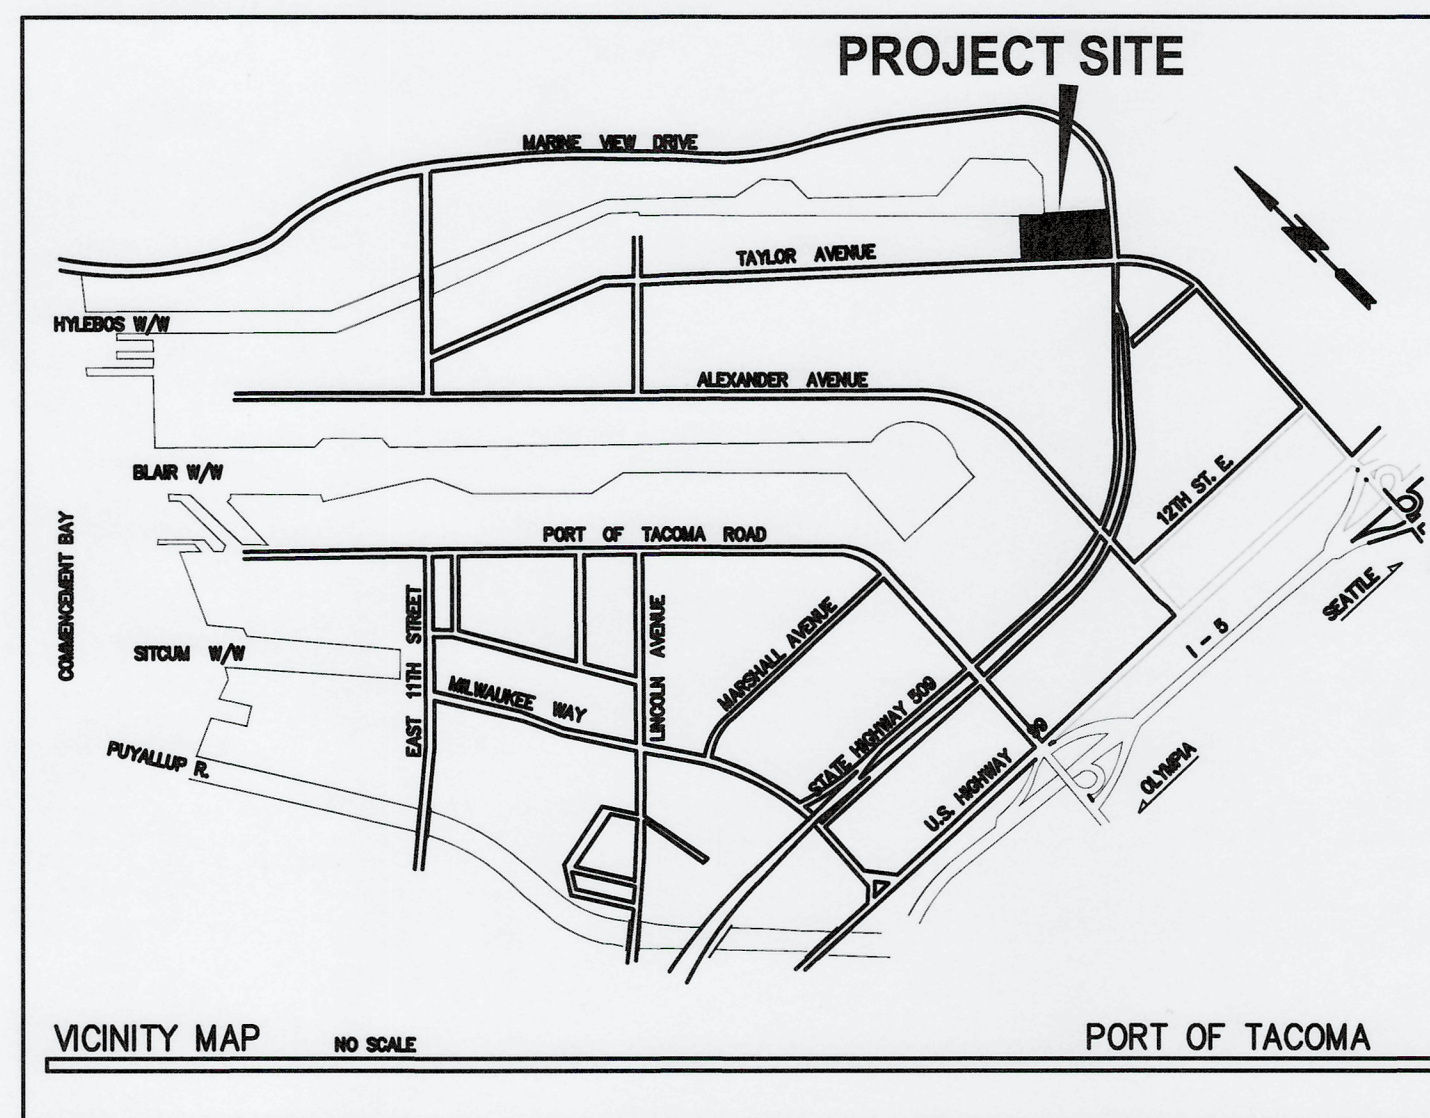 PROJECT SITE
MARINE VIEW DRIVE
TAYLOR AVENUE
HYLEBOS W/W
ALEXANDER AVENUE
BLAIR W/W
12TH ST. E.
COMMENCEMENT BAY
PORT OF TACOMA ROAD
SEATTLE
I - 5
SITCUM W/W
EAST 11TH STREET
LINCOLN AVENUE
MARSHALL AVENUE
MILWAUKEE WAY
STATE HIGHWAY 509
PUYALLUP R.
U.S. HIGHWAY 99
OLYMPIA
VICINITY MAP
NO SCALE
PORT OF TACOMA